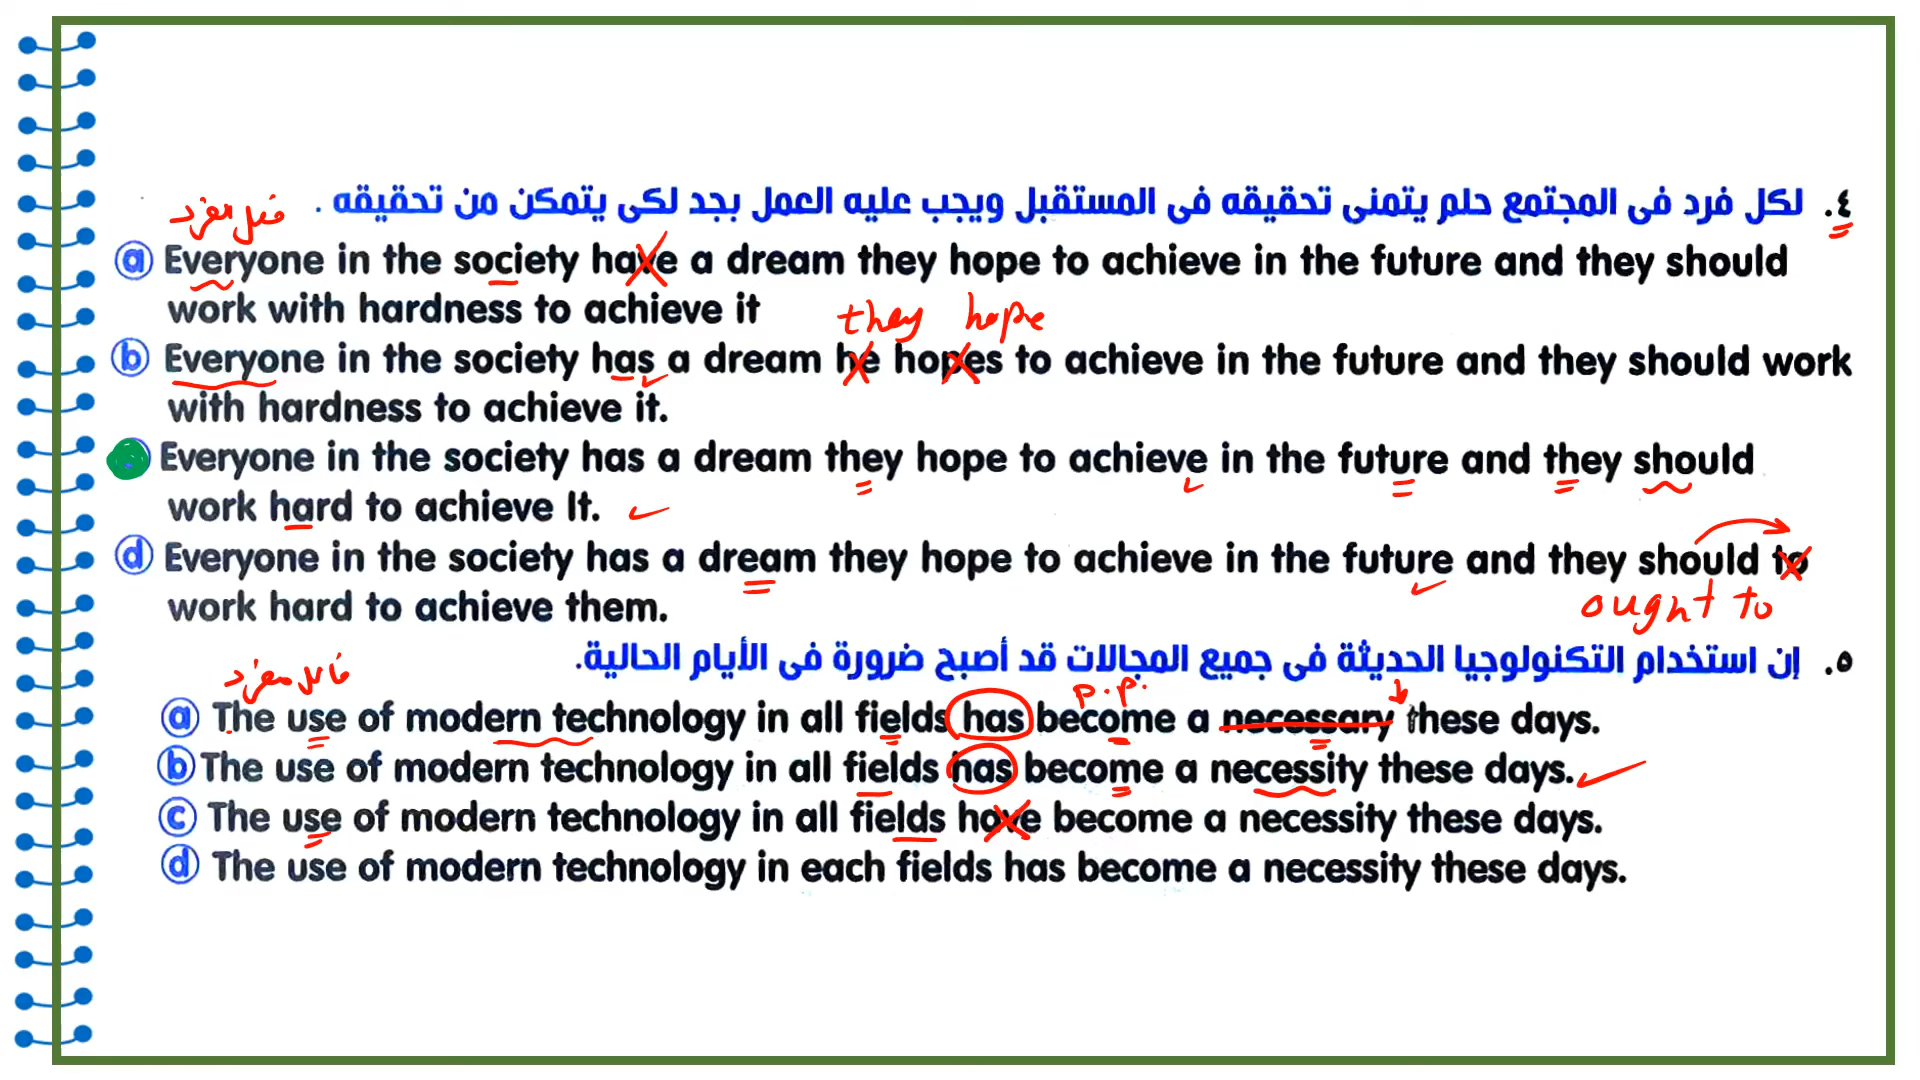 ٤. لكل فرد فى المجتمع حلم يتمنى تحقيقه فى المستقبل ويجب عليه العمل بجد لكى يتمكن من تحقيقه .
مفرد
a Everyone in the society have a dream they hope to achieve in the future and they should
work with hardness to achieve it
they hope
b Everyone in the society has a dream he hopes to achieve in the future and they should work
with hardness to achieve it.
Everyone in the society has a dream they hope to achieve in the future and they should
work hard to achieve It.
d Everyone in the society has a dream they hope to achieve in the future and they should to
work hard to achieve them.
ought to
٥. إن استخدام التكنولوجيا الحديثة فى جميع المجالات قد أصبح ضرورة فى الأيام الحالية.
فاعل مفرد
P.P.
a The use of modern technology in all fields has become a necessary these days.
b The use of modern technology in all fields has become a necessity these days.
c The use of modern technology in all fields have become a necessity these days.
d The use of modern technology in each fields has become a necessity these days.